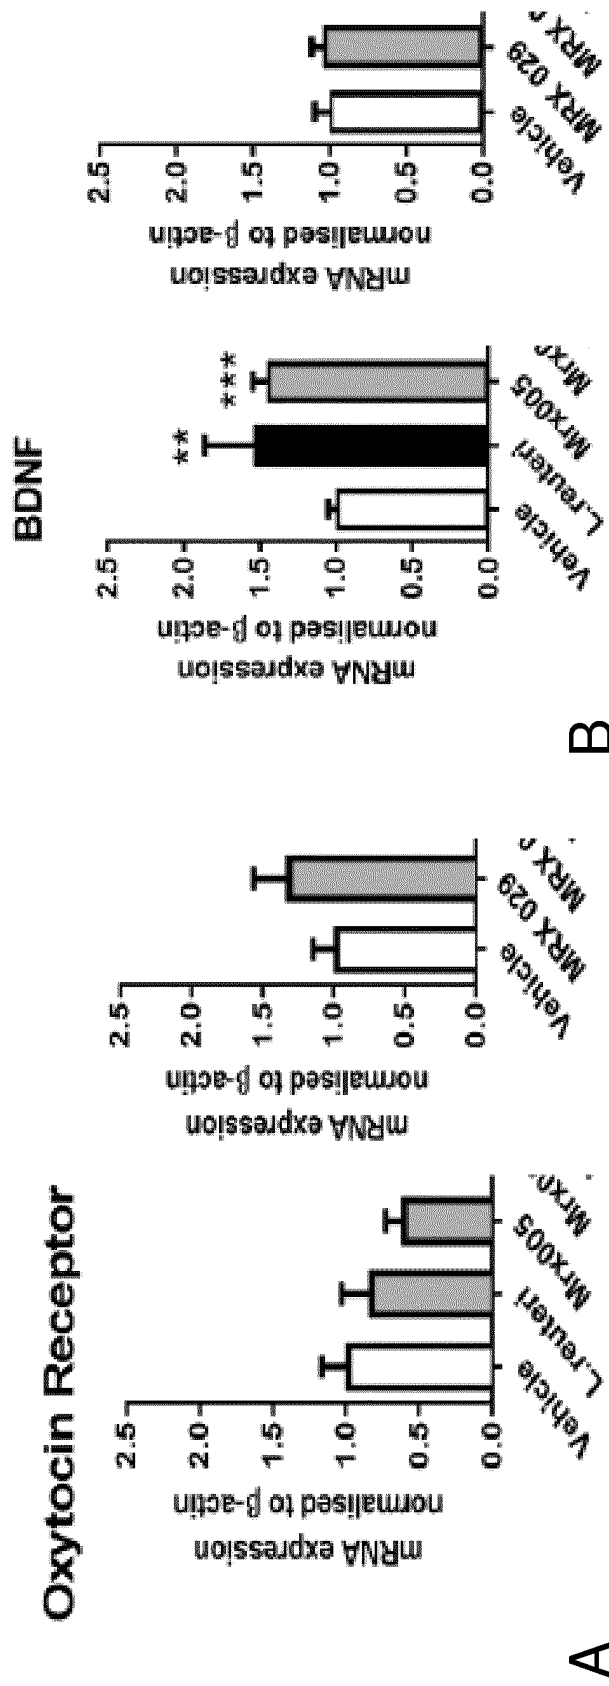 Oxytocin Receptor
mRNA expression
normalised to β-actin
2.5
2.0
1.5
1.0
0.5
0.0
Vehicle
L.reuteri
Mrx005
mRNA expression
normalised to β-actin
2.5
2.0
1.5
1.0
0.5
0.0
Vehicle
MRX 029
MRX
A
BDNF
mRNA expression
normalised to β-actin
2.5
2.0
1.5
1.0
0.5
0.0
**
****
Vehicle
L.reuteri
Mrx005
mRNA expression
normalised to β-actin
2.5
2.0
1.5
1.0
0.5
0.0
Vehicle
MRX 029
MRX
B